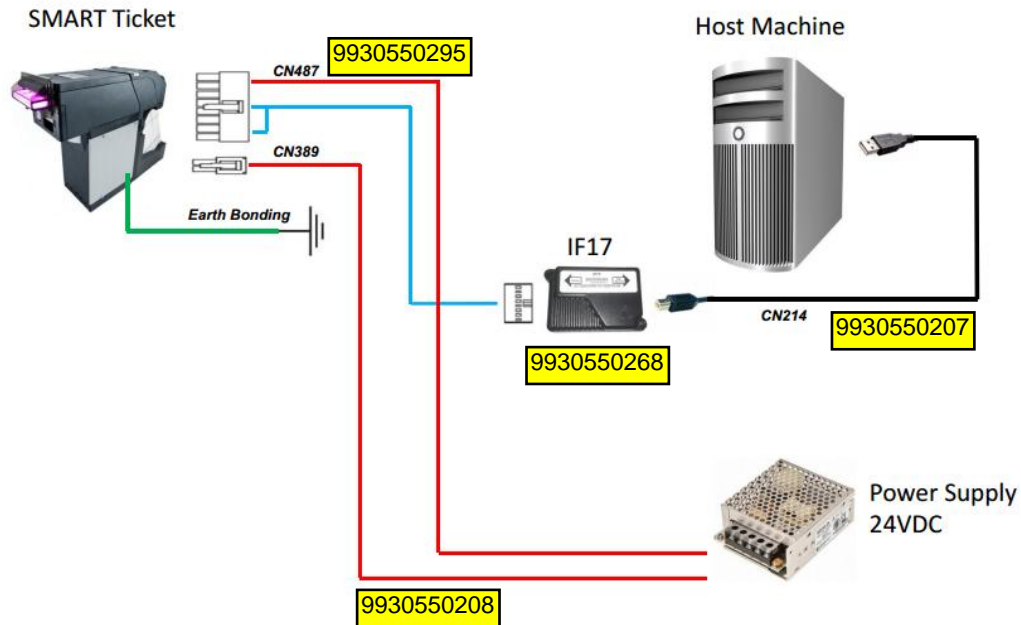 SMART Ticket
Host Machine
9930550295
CN487
CN389
Earth Bonding
IF17
CN214
9930550207
9930550268
Power Supply
24VDC
9930550208